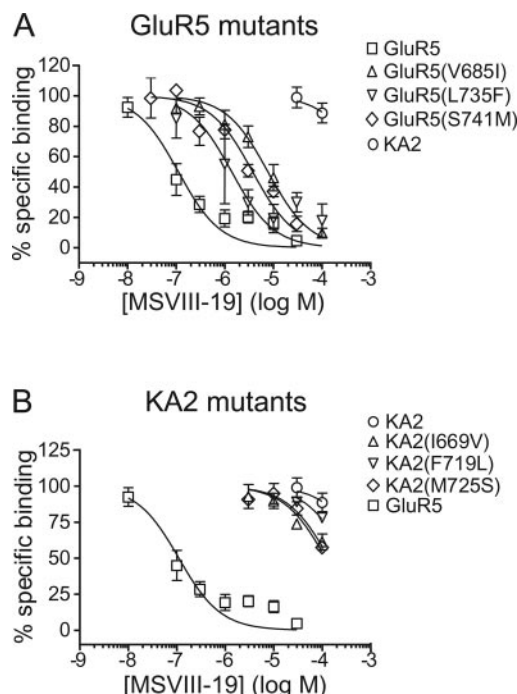 A
GluR5 mutants
% specific binding
120
100
80
60
40
20
0
-9 -8 -7 -6 -5 -4 -3
[MSVIII-19] (log M)
GluR5
GluR5(V685I)
GluR5(L735F)
GluR5(S741M)
KA2
B
KA2 mutants
% specific binding
125
100
75
50
25
0
-9 -8 -7 -6 -5 -4 -3
[MSVIII-19] (log M)
KA2
KA2(I669V)
KA2(F719L)
KA2(M725S)
GluR5